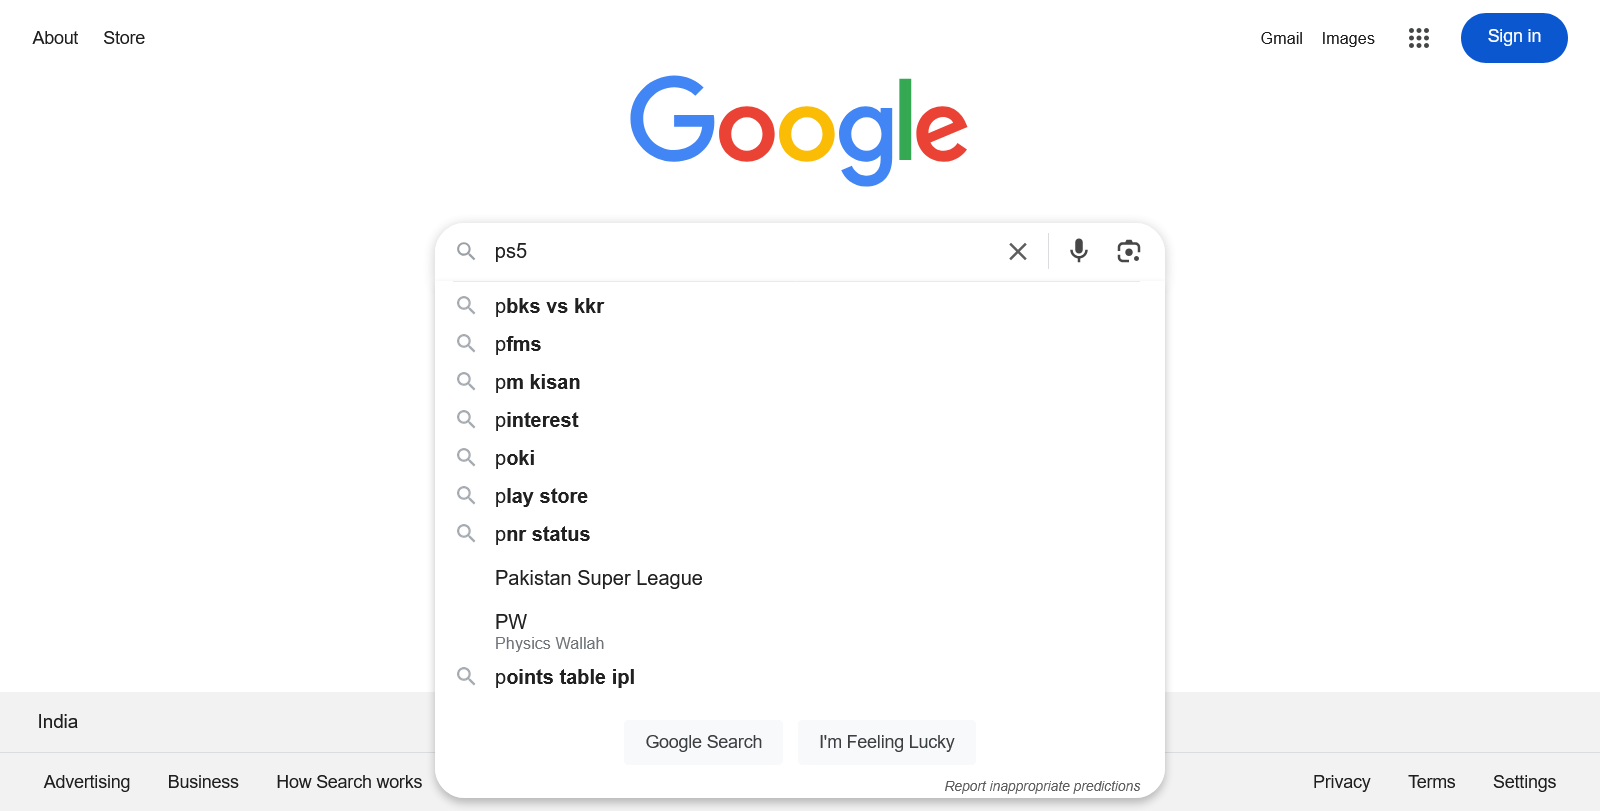 About Store
Gmail Images Sign in
Google
ps5
pbks vs kkr
pfms
pm kisan
pinterest
poki
play store
pnr status
Pakistan Super League
PW
Physics Wallah
points table ipl
Google Search I'm Feeling Lucky
Report inappropriate predictions
India
Advertising Business How Search works
Privacy Terms Settings